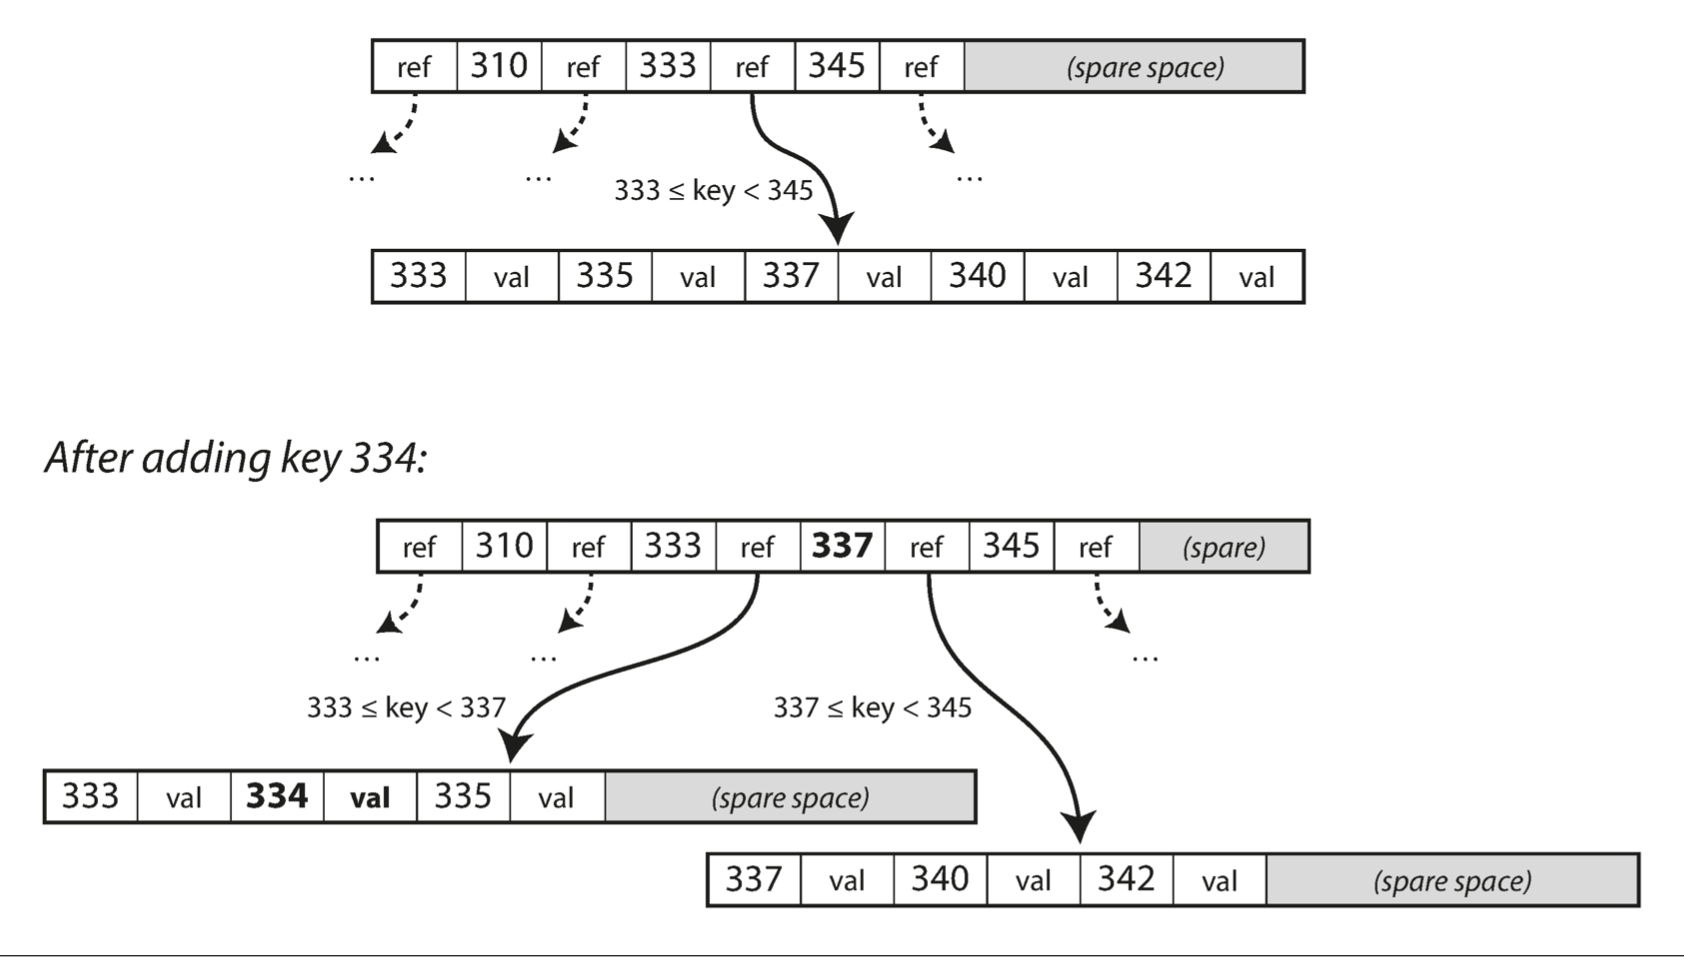 ref 310 ref 333 ref 345 ref (spare space)
... ... ...
333 ≤ key < 345
333 val 335 val 337 val 340 val 342 val
After adding key 334:
ref 310 ref 333 ref 337 ref 345 ref (spare)
... ... ...
333 ≤ key < 337 337 ≤ key < 345
333 val 334 val 335 val (spare space)
337 val 340 val 342 val (spare space)